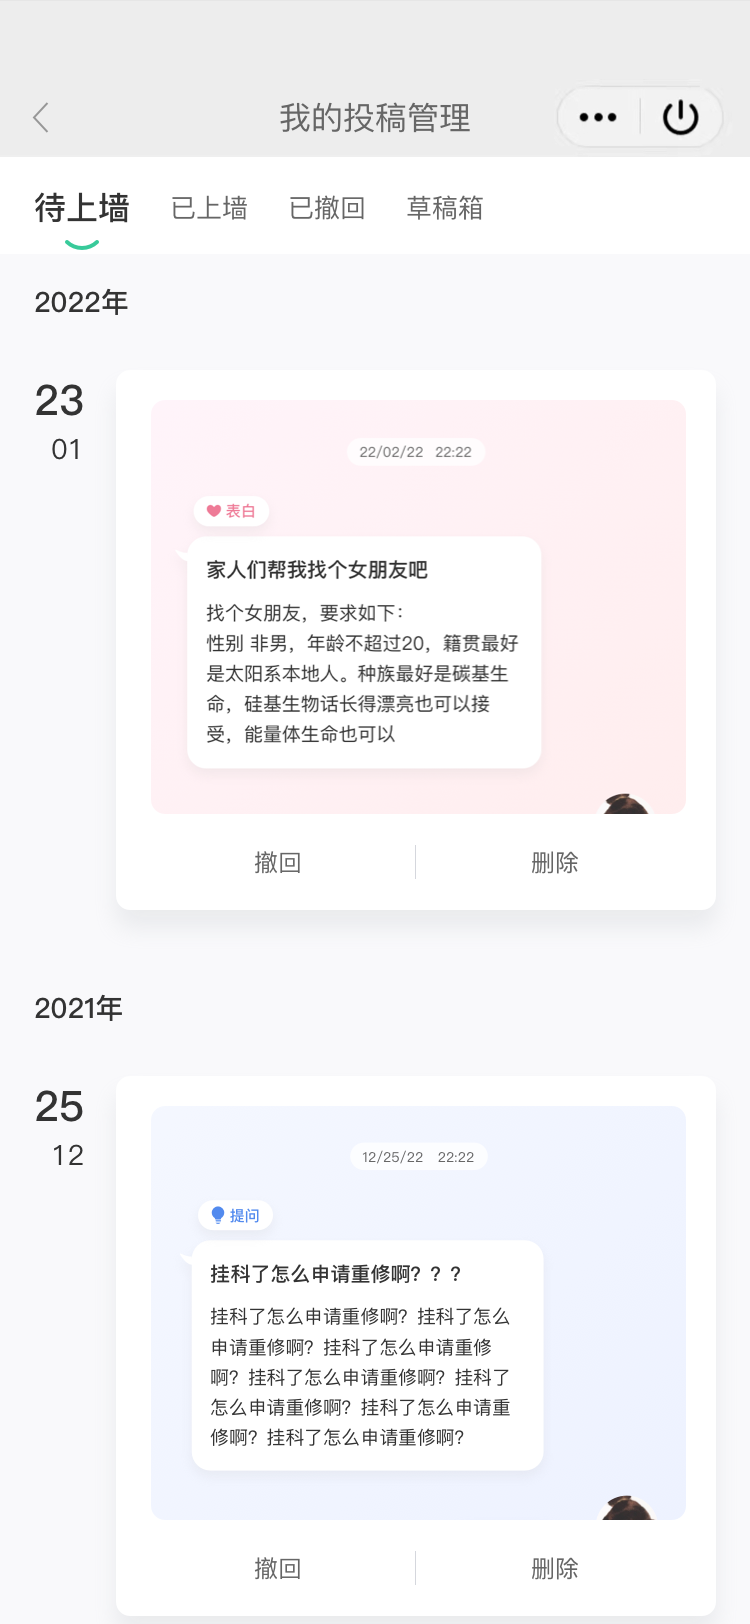 我的投稿管理
待上墙 已上墙 已撤回 草稿箱
2022年
23
01
22/02/22 22:22
表白
家人们帮我找个女朋友吧
找个女朋友，要求如下：
性别 非男，年龄不超过20，籍贯最好
是太阳系本地人。种族最好是碳基生
命，硅基生物话长得漂亮也可以接
受，能量体生命也可以
撤回 删除
2021年
25
12
12/25/22 22:22
提问
挂科了怎么申请重修啊？？？
挂科了怎么申请重修啊？挂科了怎么
申请重修啊？挂科了怎么申请重修
啊？挂科了怎么申请重修啊？挂科了
怎么申请重修啊？挂科了怎么申请重
修啊？挂科了怎么申请重修啊？
撤回 删除